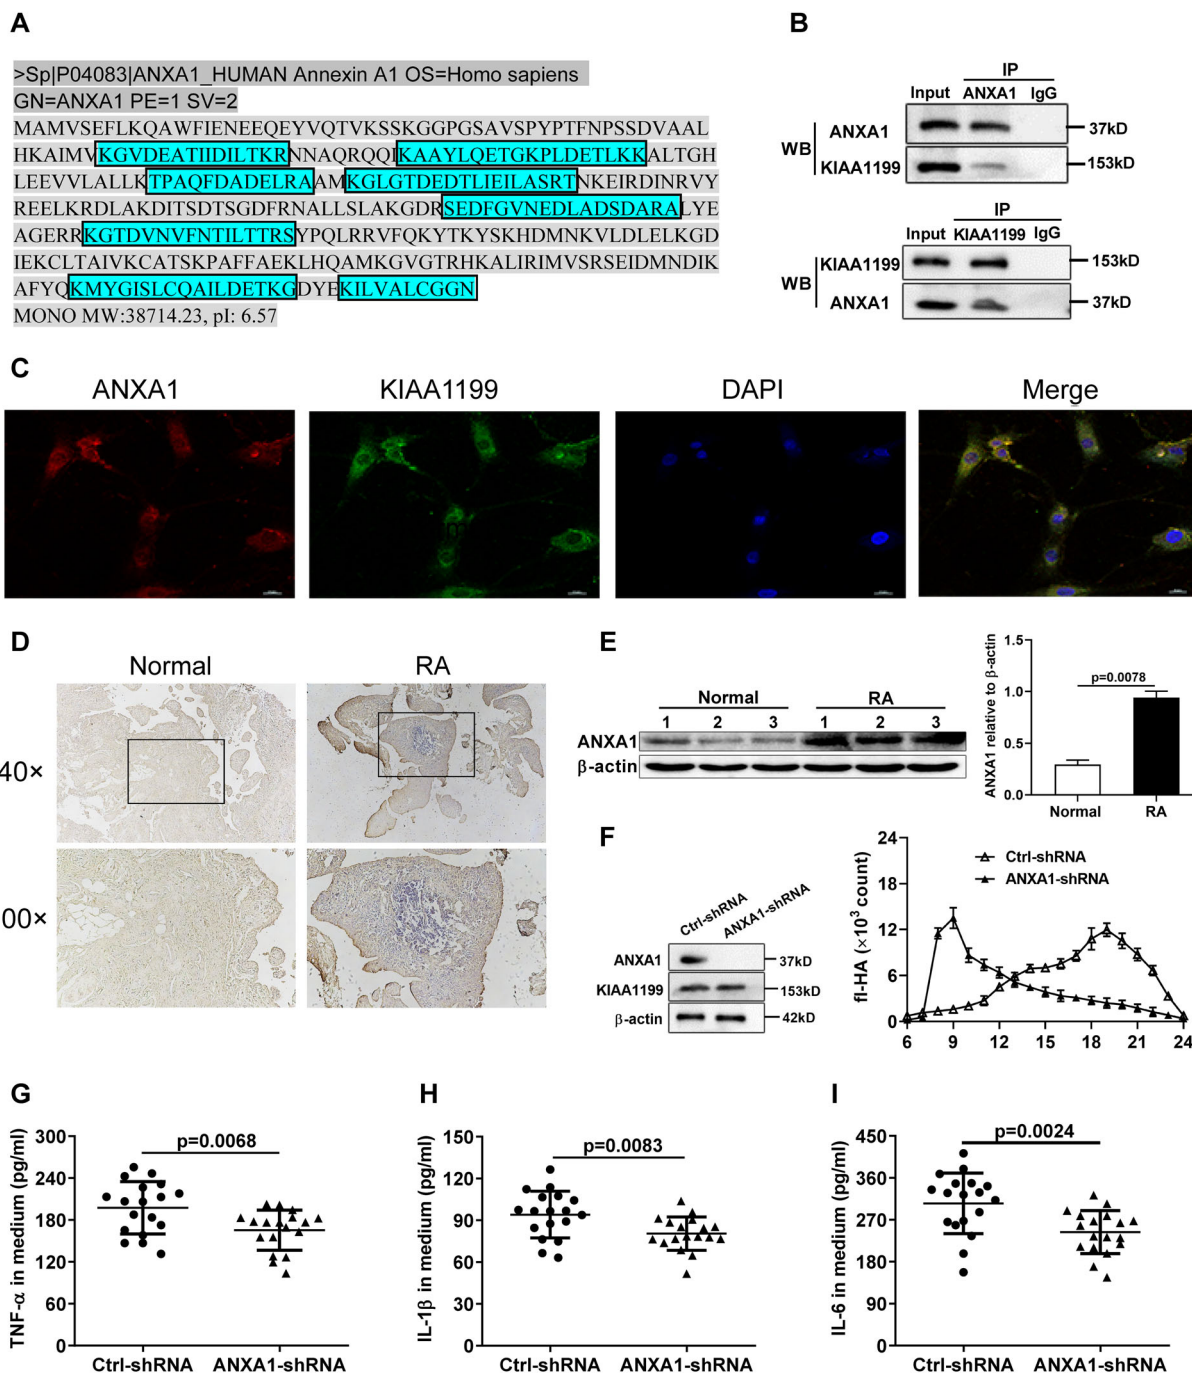 A
>Sp|P04083|ANXA1_HUMAN Annexin A1 OS=Homo sapiens
GN=ANXA1 PE=1 SV=2
MAMVSEFLKQAWFIENEEQEYVQTVKSSKGGPGSAVSPYPTFNPSSDVAAL
HKAIMVKGVDEATIIDILTKRNNAQRQQIKAAYLQETGKPLDETLKKALTGH
LEEVVLALLKTPAQFDADELRAAMKGLGTDEDTLIEILASRTNKEIRDINRVY
REELKRDLAKDITSDTSGDFRNALLSLAKGDRSEDFGVNEDLADSDARALYE
AGERRKGTDVNVFNTILTTRSYPQLRRVFQKYTKYSKHDMNKVLDLELKGD
IEKCLTAIVKCATSKPAFFAEKLHQAMKGVGTRHKALIRIMVSRSEIDMNDIK
AFYQKMYGISLCQAILDETKGDYEKILVALCGGN
MONO MW:38714.23, pI: 6.57
B
IP
Input ANXA1 IgG
WB
ANXA1
37kD
KIAA1199
153kD
IP
Input KIAA1199 IgG
WB
KIAA1199
153kD
ANXA1
37kD
C
ANXA1 KIAA1199 DAPI Merge
D
Normal RA
40×
00×
E
Normal RA
1 2 3 1 2 3
ANXA1
β-actin
ANXA1 relative to β-actin
1.5
1.0
0.5
0.0
p=0.0078
Normal RA
F
Ctrl-shRNA
ANXA1-shRNA
ANXA1 37kD
KIAA1199 153kD
β-actin 42kD
fl-HA (×10³ count)
24
18
12
6
0
Ctrl-shRNA
ANXA1-shRNA
6 9 12 15 18 21 24
G
TNF-α in medium (pg/ml)
300
240
180
120
60
0
p=0.0068
Ctrl-shRNA ANXA1-shRNA
H
IL-1β in medium (pg/ml)
150
120
90
60
30
0
p=0.0083
Ctrl-shRNA ANXA1-shRNA
I
IL-6 in medium (pg/ml)
450
360
270
180
90
0
p=0.0024
Ctrl-shRNA ANXA1-shRNA